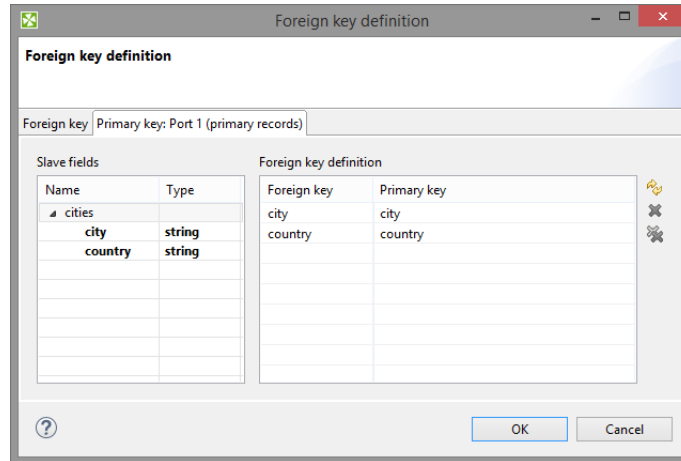 Foreign key definition
Foreign key definition
Foreign key Primary key: Port 1 (primary records)
Slave fields Foreign key definition
Name Type Foreign key Primary key
cities
city string city city
country string country country
? OK Cancel